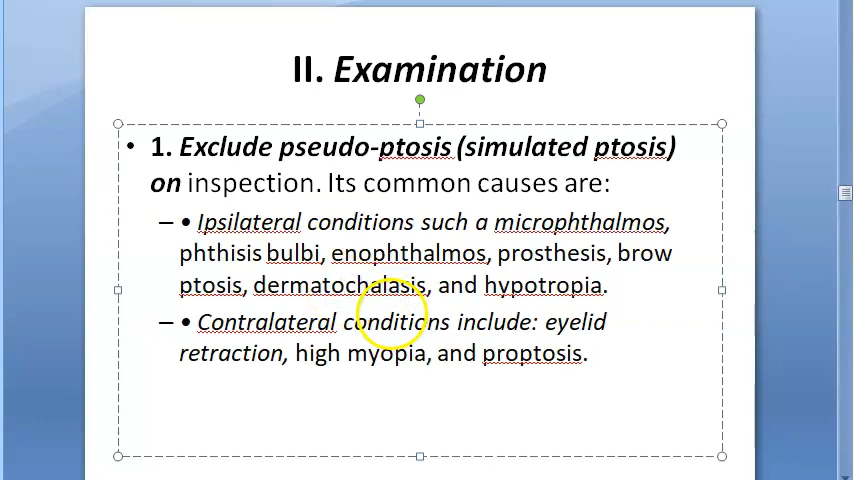 II. Examination
• 1. Exclude pseudo-ptosis (simulated ptosis)
on inspection. Its common causes are:
– • Ipsilateral conditions such a microphthalmos,
phthisis bulbi, enophthalmos, prosthesis, brow
ptosis, dermatochalasis, and hypotropia.
– • Contralateral conditions include: eyelid
retraction, high myopia, and proptosis.